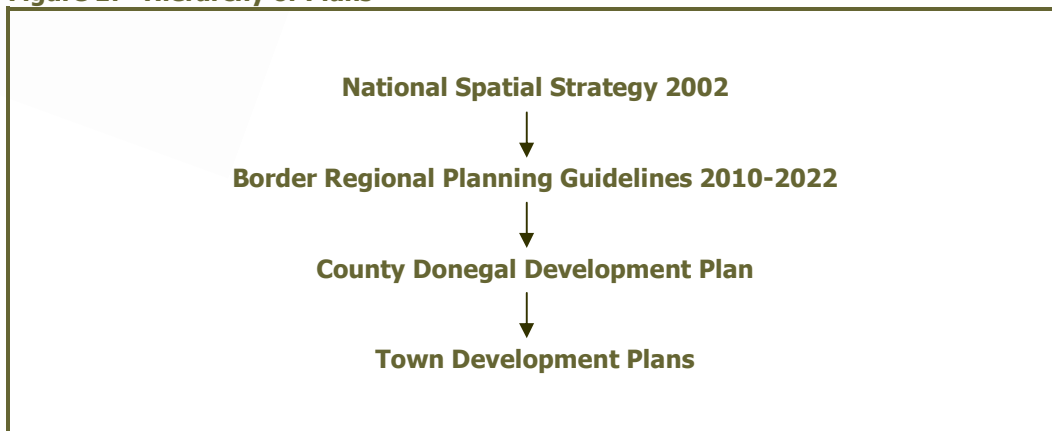 National Spatial Strategy 2002
Border Regional Planning Guidelines 2010-2022
County Donegal Development Plan
Town Development Plans